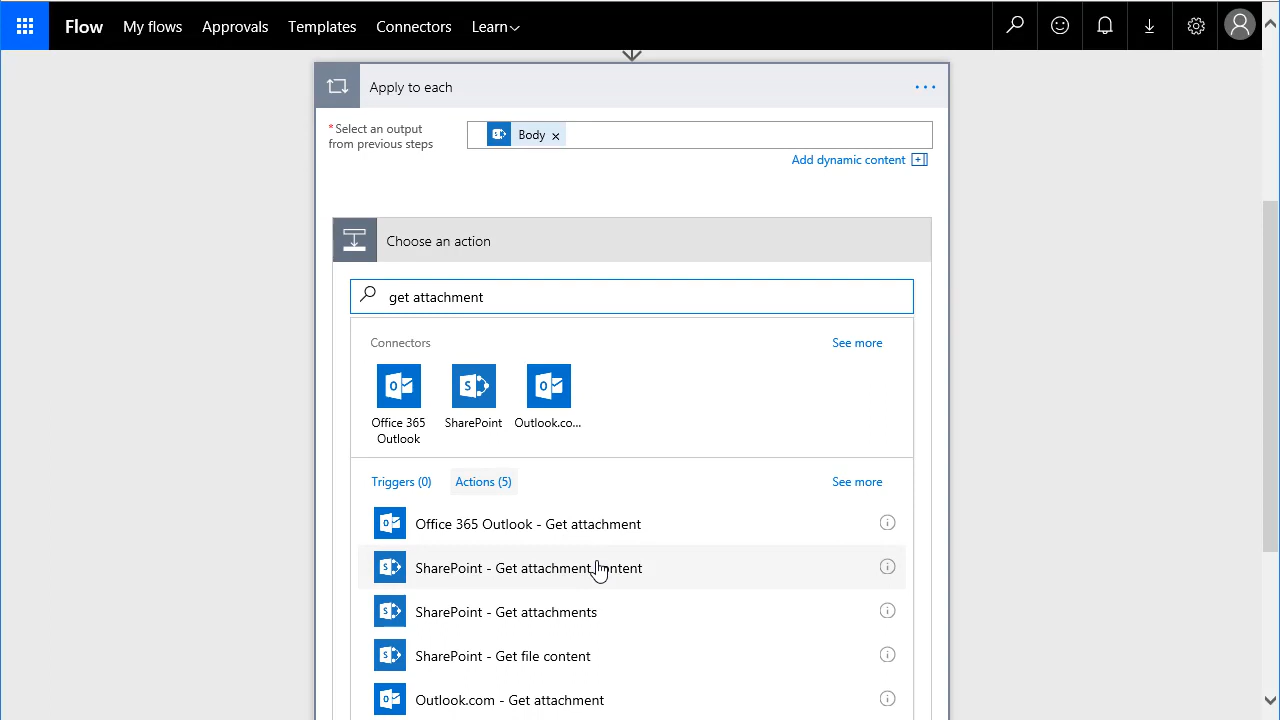 Flow My flows Approvals Templates Connectors Learn
Apply to each
*Select an output
from previous steps
Body
Add dynamic content
Choose an action
get attachment
Connectors See more
Office 365
Outlook
SharePoint
Outlook.co...
Triggers (0) Actions (5) See more
Office 365 Outlook - Get attachment
SharePoint - Get attachment content
SharePoint - Get attachments
SharePoint - Get file content
Outlook.com - Get attachment